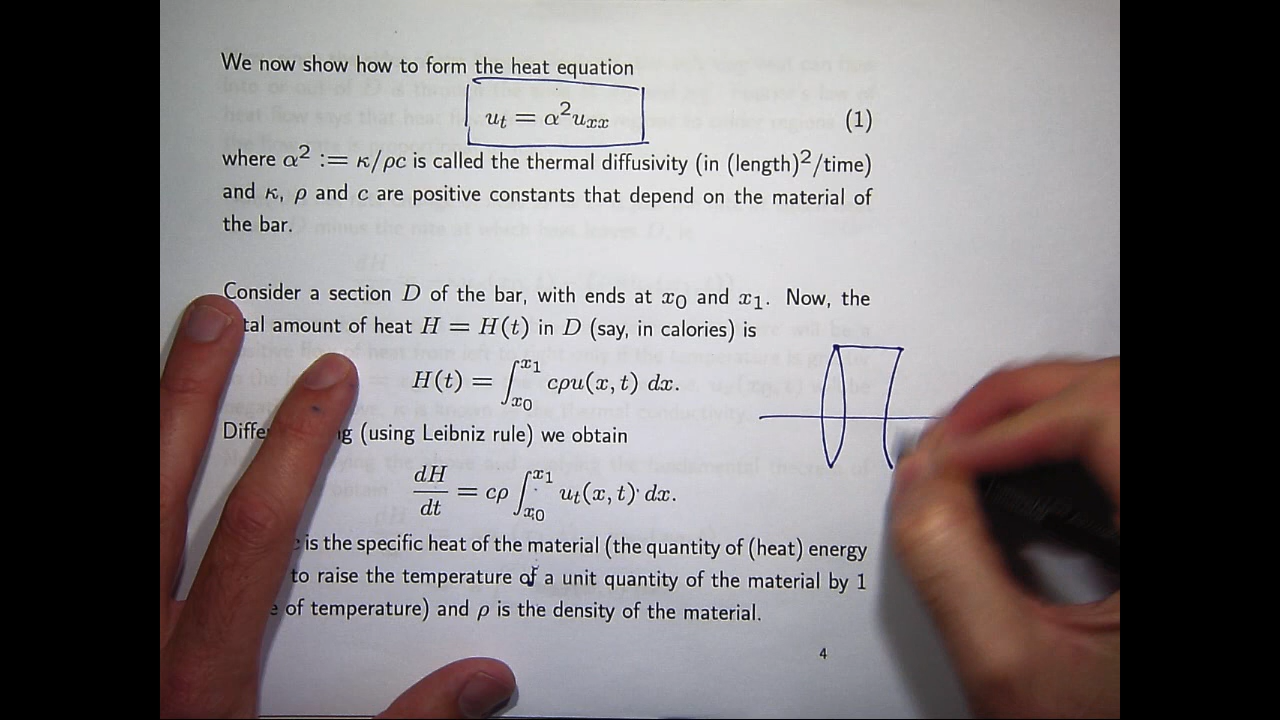 We now show how to form the heat equation
u_t = α²u_xx (1)
where α² := κ/ρc is called the thermal diffusivity (in (length)²/time)
and κ, ρ and c are positive constants that depend on the material of
the bar.
Consider a section D of the bar, with ends at x₀ and x₁. Now, the
amount of heat H = H(t) in D (say, in calories) is
H(t) = ∫_{x₀}^{x₁} cρu(x, t) dx.
(using Leibniz rule) we obtain
dH/dt = cρ ∫_{x₀}^{x₁} u_t(x, t) dx.
is the specific heat of the material (the quantity of (heat) energy
to raise the temperature of a unit quantity of the material by 1
of temperature) and ρ is the density of the material.
4